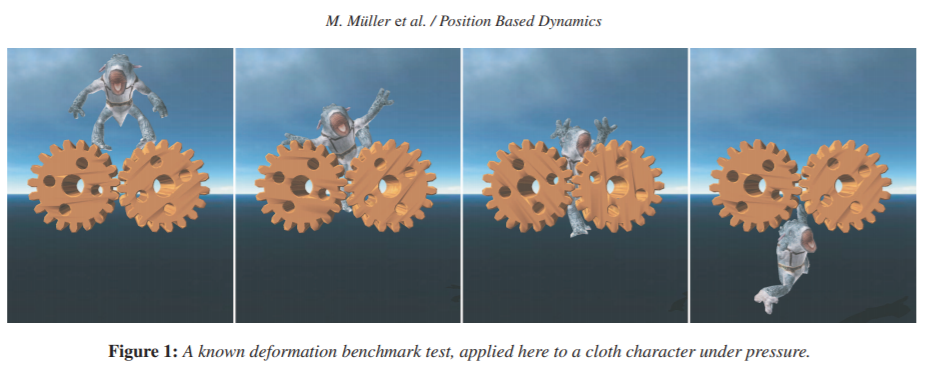 M. Müller et al. / Position Based Dynamics
Figure 1: A known deformation benchmark test, applied here to a cloth character under pressure.